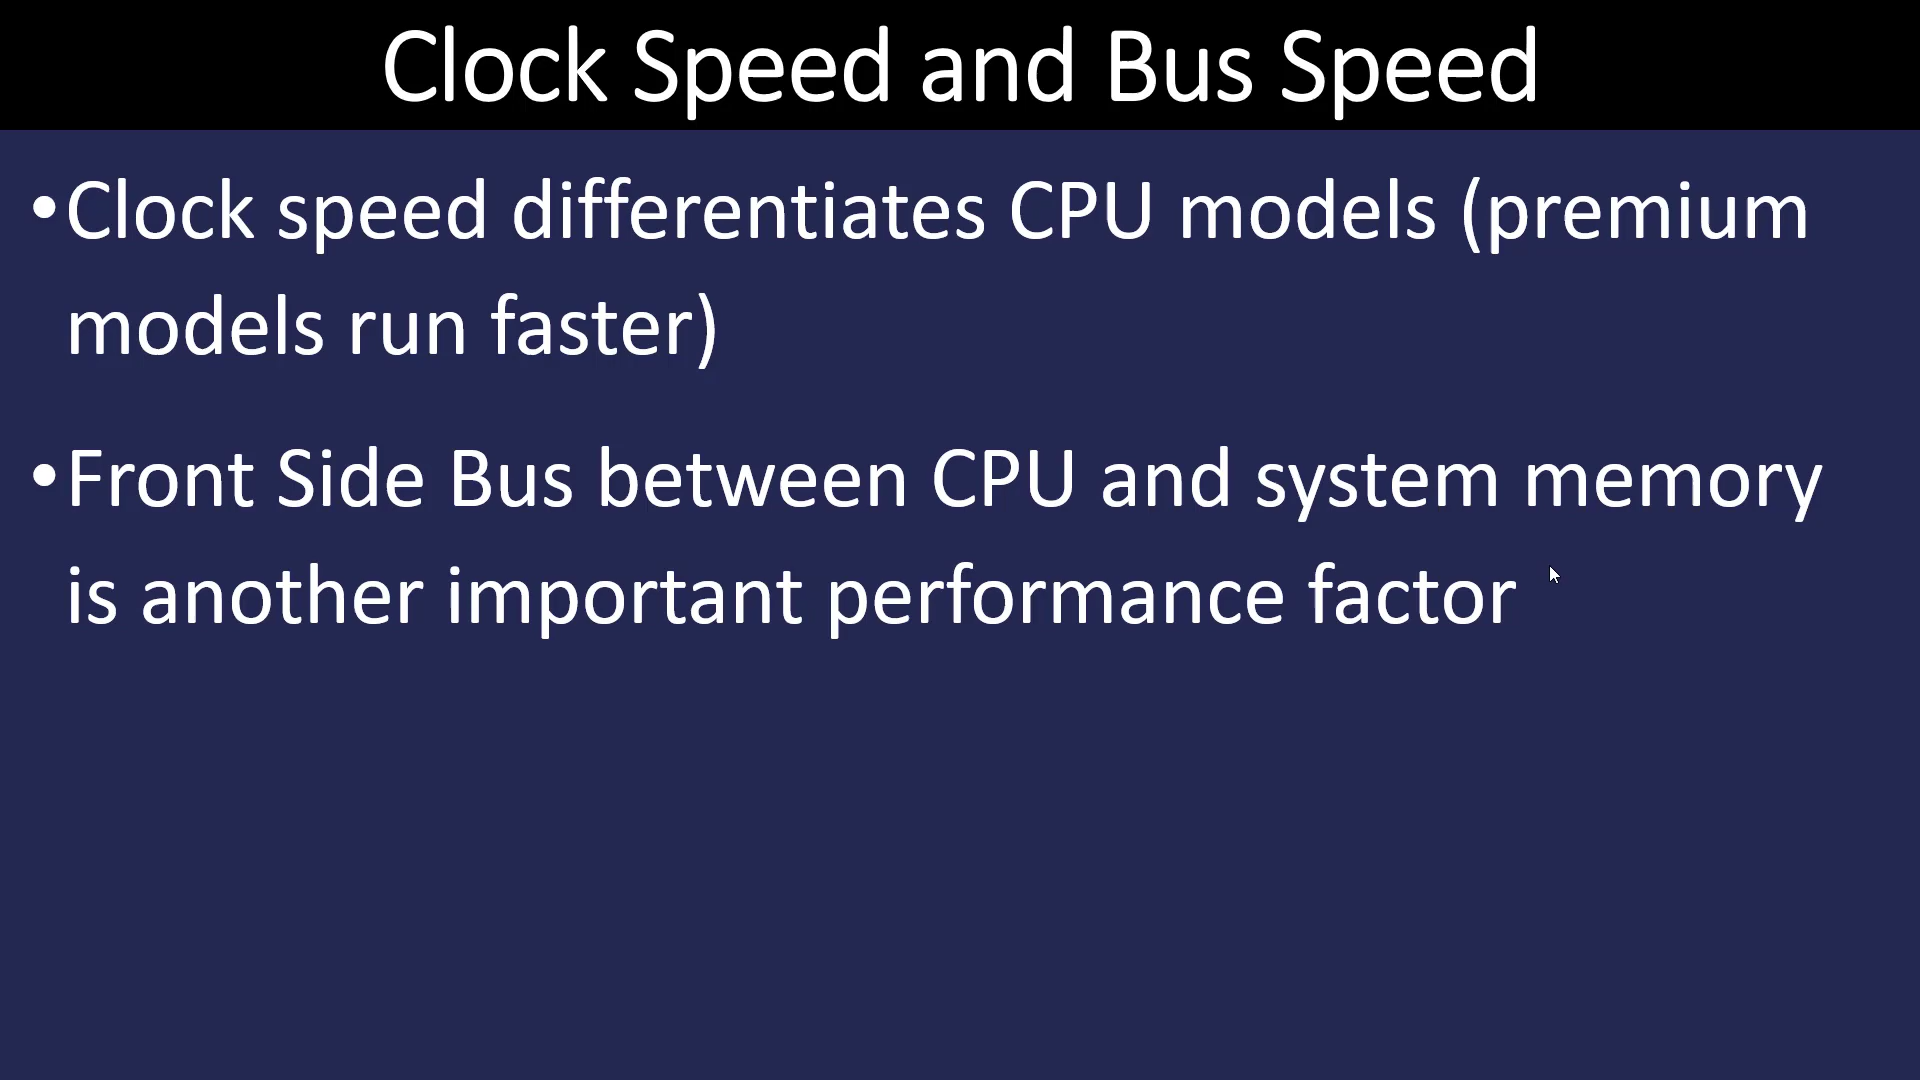 Clock Speed and Bus Speed
•Clock speed differentiates CPU models (premium
models run faster)
•Front Side Bus between CPU and system memory
is another important performance factor